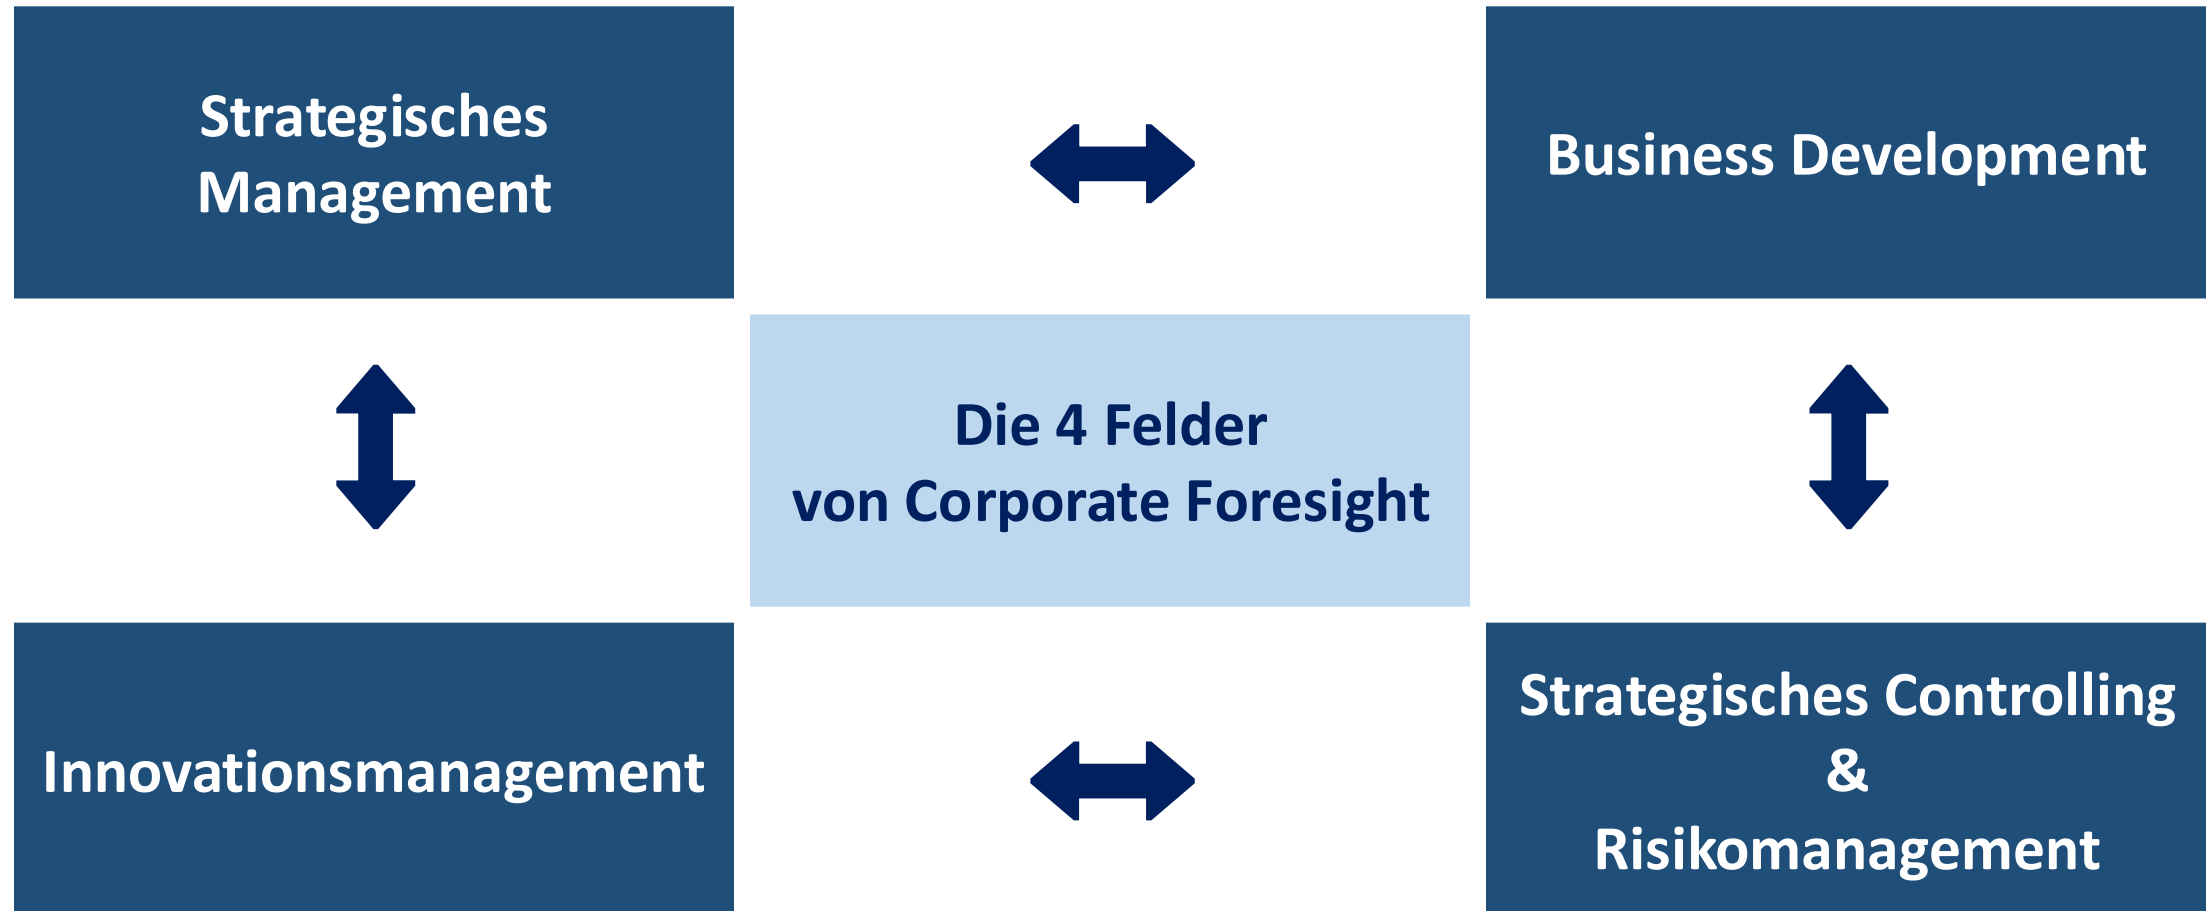 Strategisches
Management
Business Development
Die 4 Felder
von Corporate Foresight
Innovationsmanagement
Strategisches Controlling
&
Risikomanagement